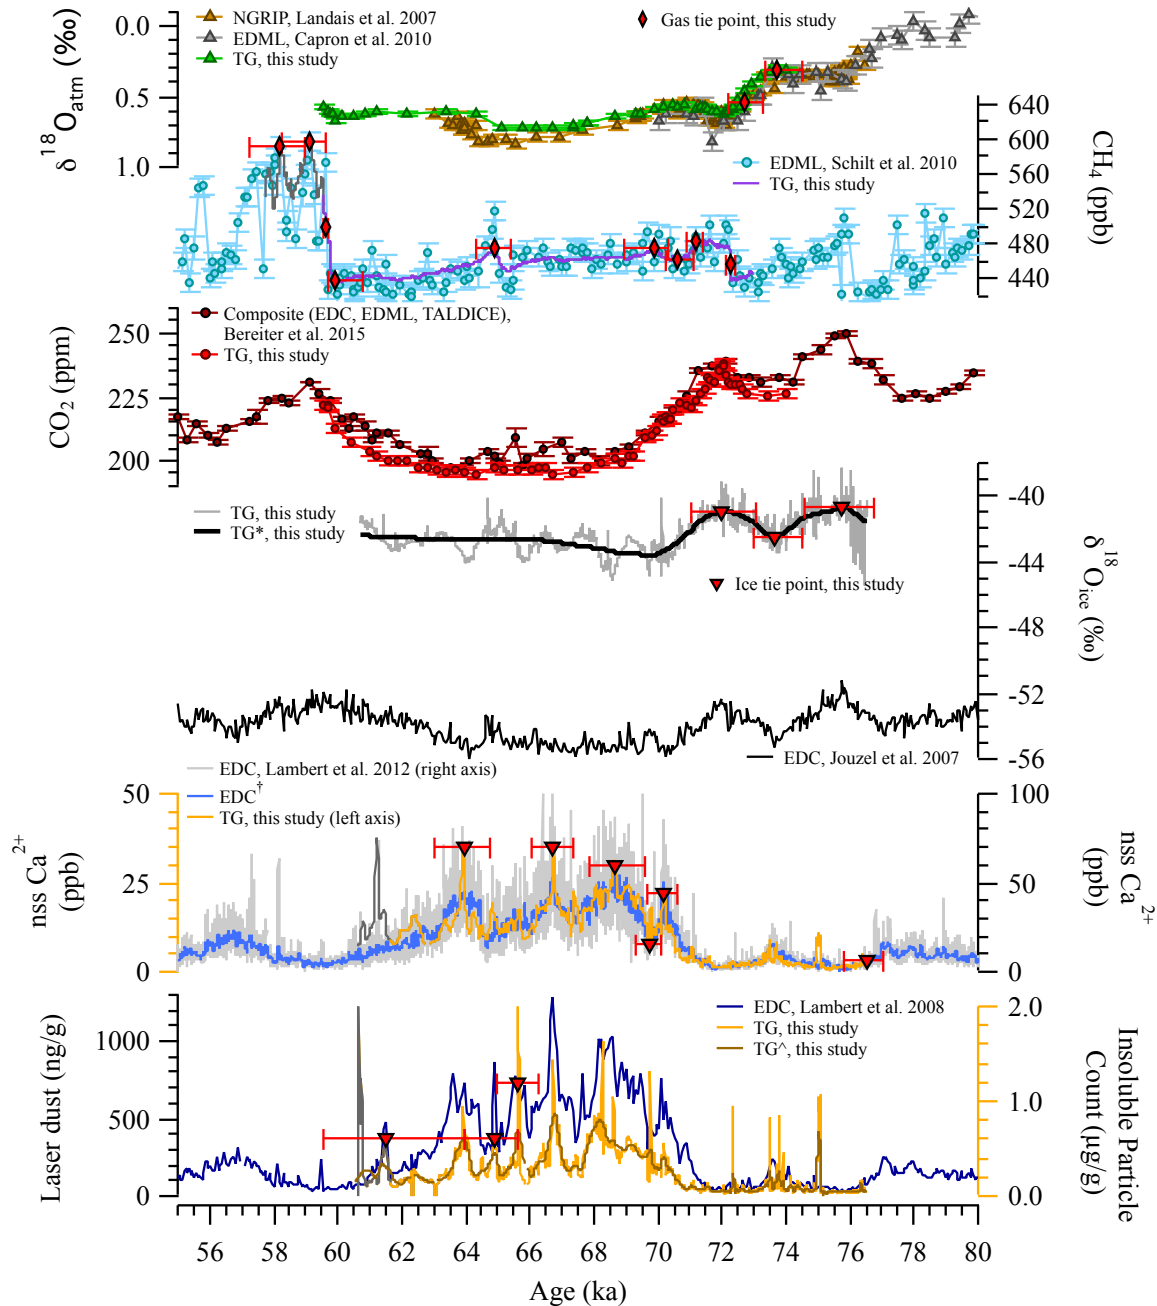 NGRIP, Landais et al. 2007
EDML, Capron et al. 2010
TG, this study
Gas tie point, this study
0.0
0.5
1.0
δ 18Oatm (‰)
640
600
560
520
480
440
CH4 (ppb)
EDML, Schilt et al. 2010
TG, this study
Composite (EDC, EDML, TALDICE),
Bereiter et al. 2015
TG, this study
250
225
200
CO2 (ppm)
TG, this study
TG*, this study
-40
-44
-48
-52
-56
δ 18Oice (‰)
Ice tie point, this study
EDC, Jouzel et al. 2007
EDC, Lambert et al. 2012 (right axis)
EDC†
TG, this study (left axis)
50
25
0
nss Ca2+
(ppb)
100
50
0
nss Ca2+
(ppb)
EDC, Lambert et al. 2008
TG, this study
TG^, this study
1000
500
0
Laser dust (ng/g)
2.0
1.0
0.0
Insoluble Particle
Count (µg/g)
56 58 60 62 64 66 68 70 72 74 76 78 80
Age (ka)